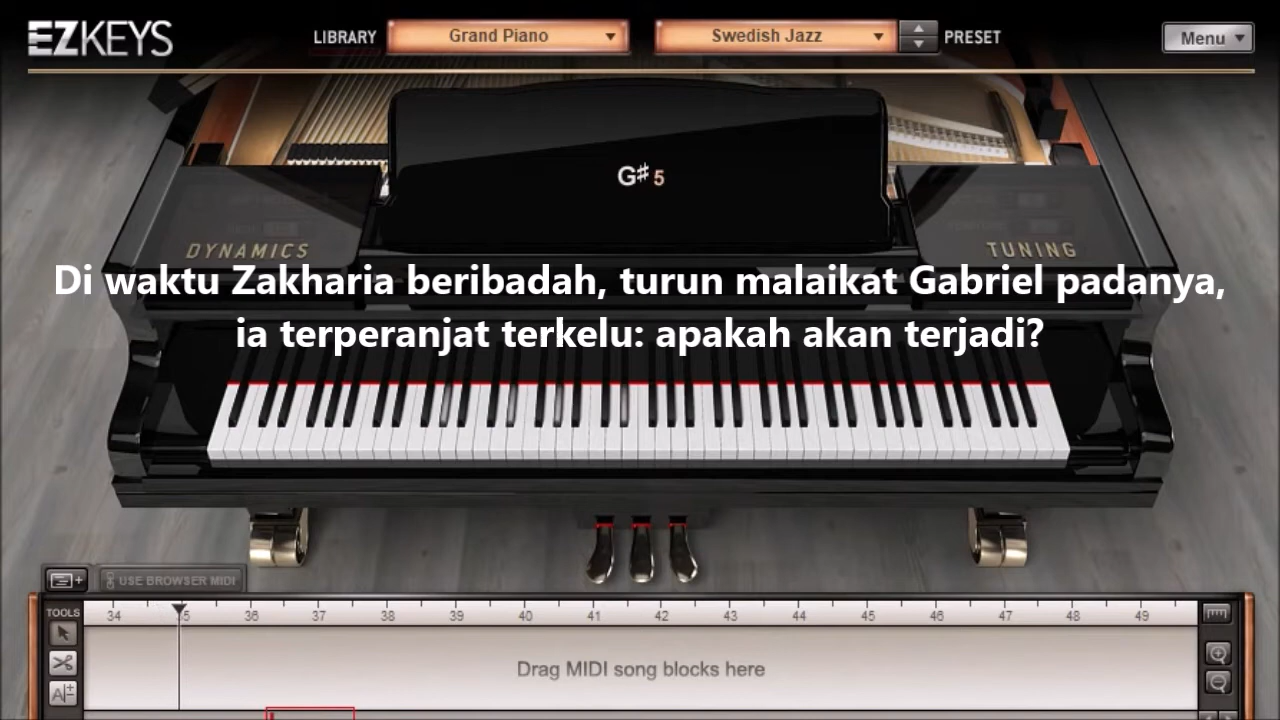 EZKEYS
LIBRARY Grand Piano Swedish Jazz PRESET Menu
G♯ 5
DYNAMICS TUNING
Di waktu Zakharia beribadah, turun malaikat Gabriel padanya,
ia terperanjat terkelu: apakah akan terjadi?
USE BROWSER MIDI
TOOLS
34 35 36 37 38 39 40 41 42 43 44 45 46 47 48 49
Drag MIDI song blocks here